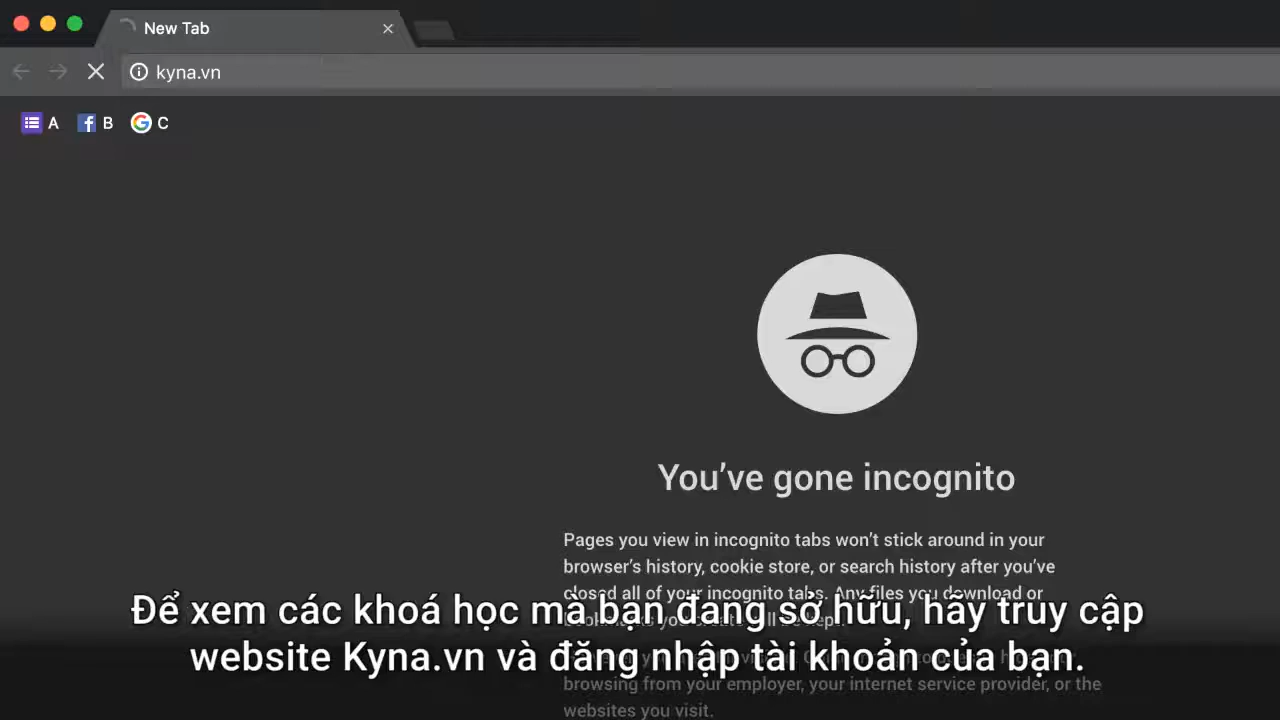 New Tab
kyna.vn
A B C
You've gone incognito
Pages you view in incognito tabs won't stick around in your
browser's history, cookie store, or search history after you've
closed all of your incognito tabs. Any files you download or
Để xem các khoá học mà bạn đang sở hữu, hãy truy cập
website Kyna.vn và đăng nhập tài khoản của bạn.
browsing from your employer, your internet service provider, or the
websites you visit.